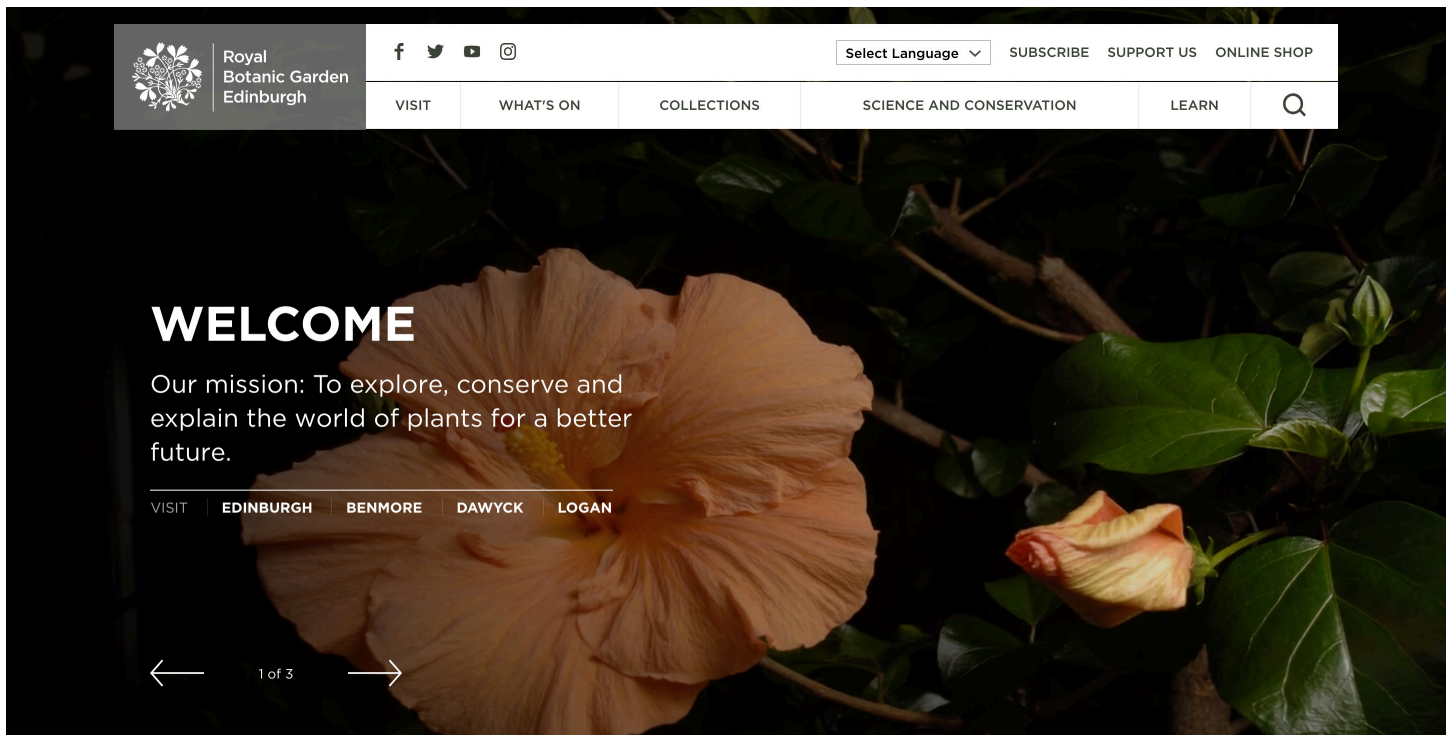 Royal
Botanic Garden
Edinburgh
Select Language
SUBSCRIBE
SUPPORT US
ONLINE SHOP
VISIT
WHAT'S ON
COLLECTIONS
SCIENCE AND CONSERVATION
LEARN
WELCOME
Our mission: To explore, conserve and
explain the world of plants for a better
future.
VISIT
EDINBURGH
BENMORE
DAWYCK
LOGAN
1 of 3